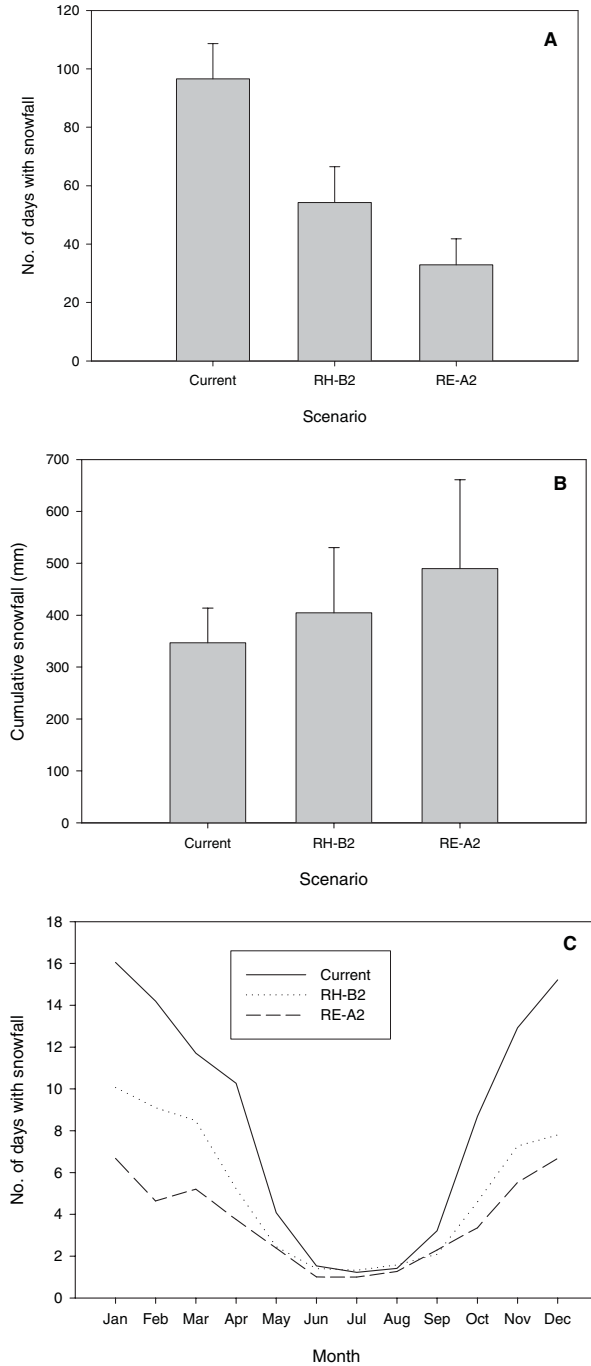 120
100
80
60
40
20
0
No. of days with snowfall
A
Current RH-B2 RE-A2
Scenario
700
600
500
400
300
200
100
0
Cumulative snowfall (mm)
B
Current RH-B2 RE-A2
Scenario
18
16
14
12
10
8
6
4
2
0
No. of days with snowfall
C
Current
RH-B2
RE-A2
Jan Feb Mar Apr May Jun Jul Aug Sep Oct Nov Dec
Month